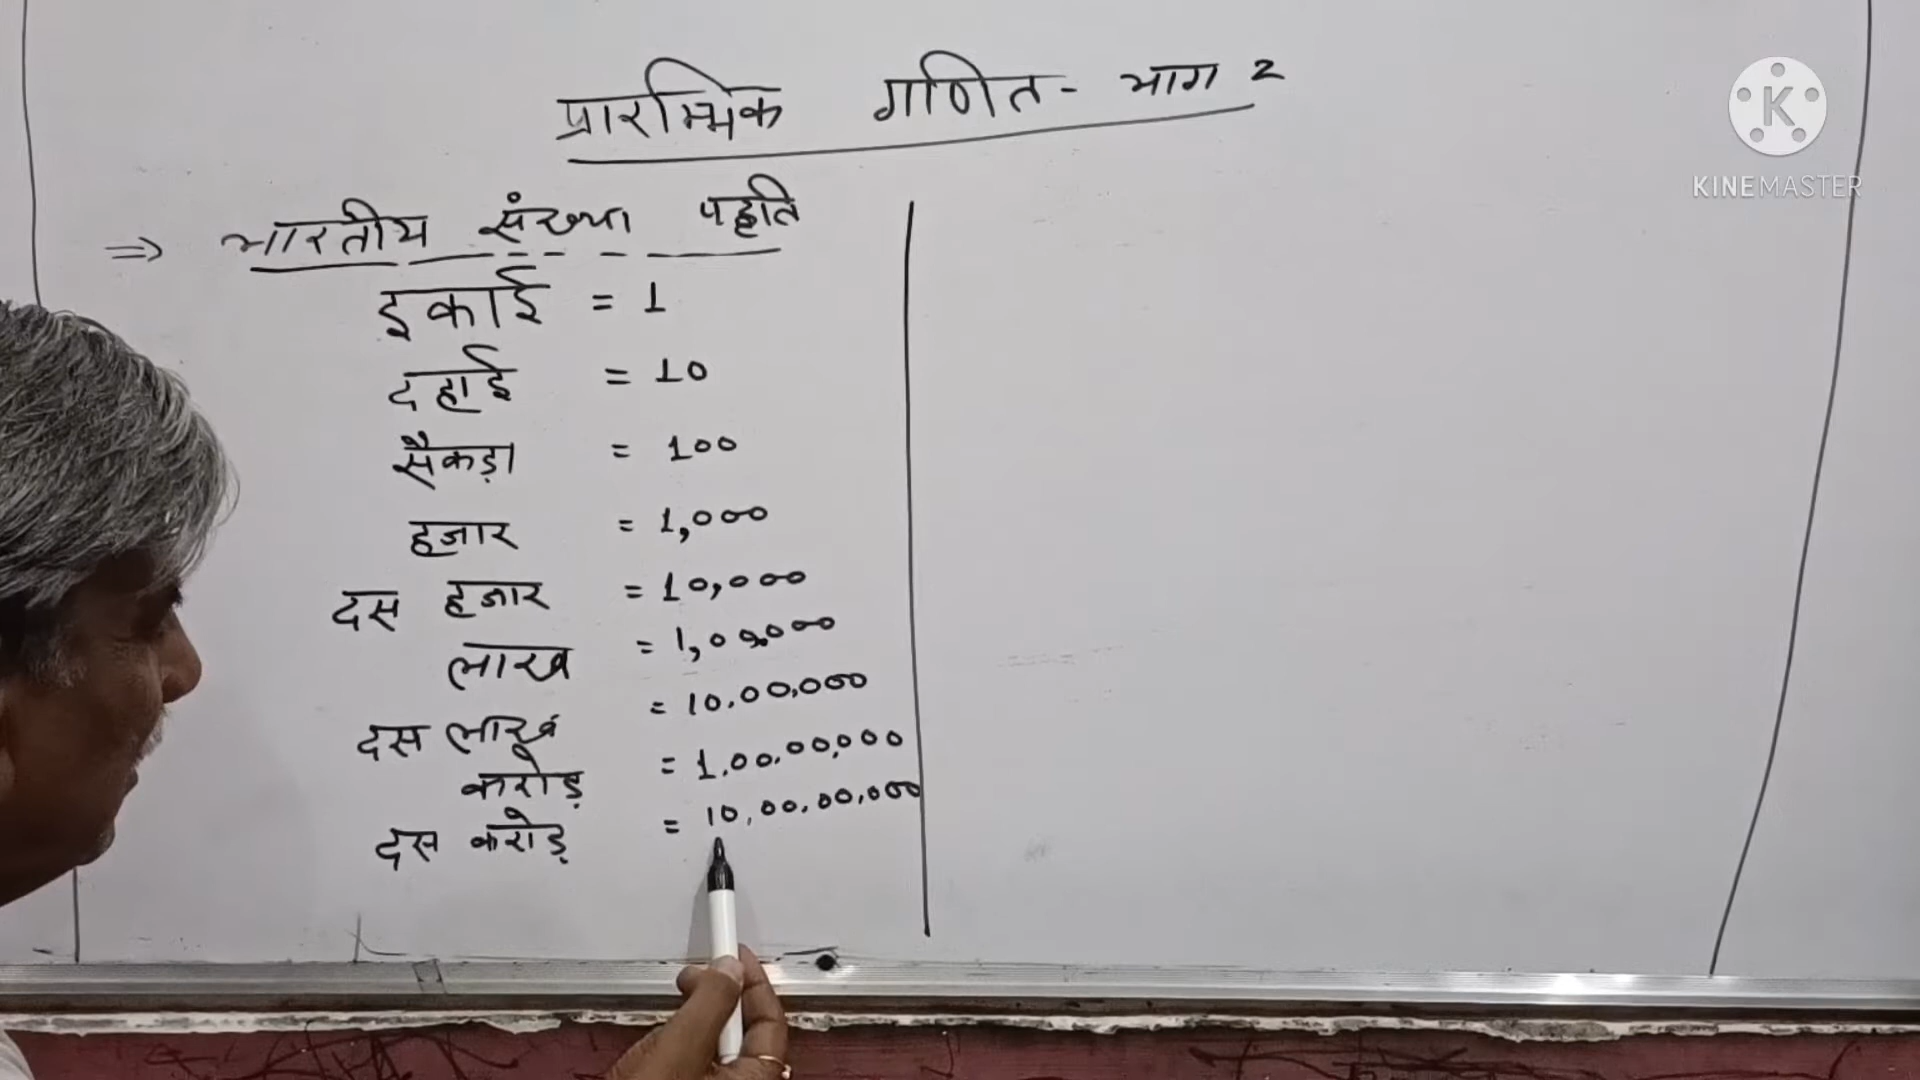 प्रारम्भिक गणित- भाग 2
⇒ भारतीय संख्या पद्दति
इकाई = 1
दहाई = 10
सैकड़ा = 100
हजार = 1,000
दस हजार = 10,000
लाख = 1,00,000
दस लाख = 10,00,000
करोड़ = 1,00,00,000
दस करोड़ = 10,00,00,000
K
KINEMASTER